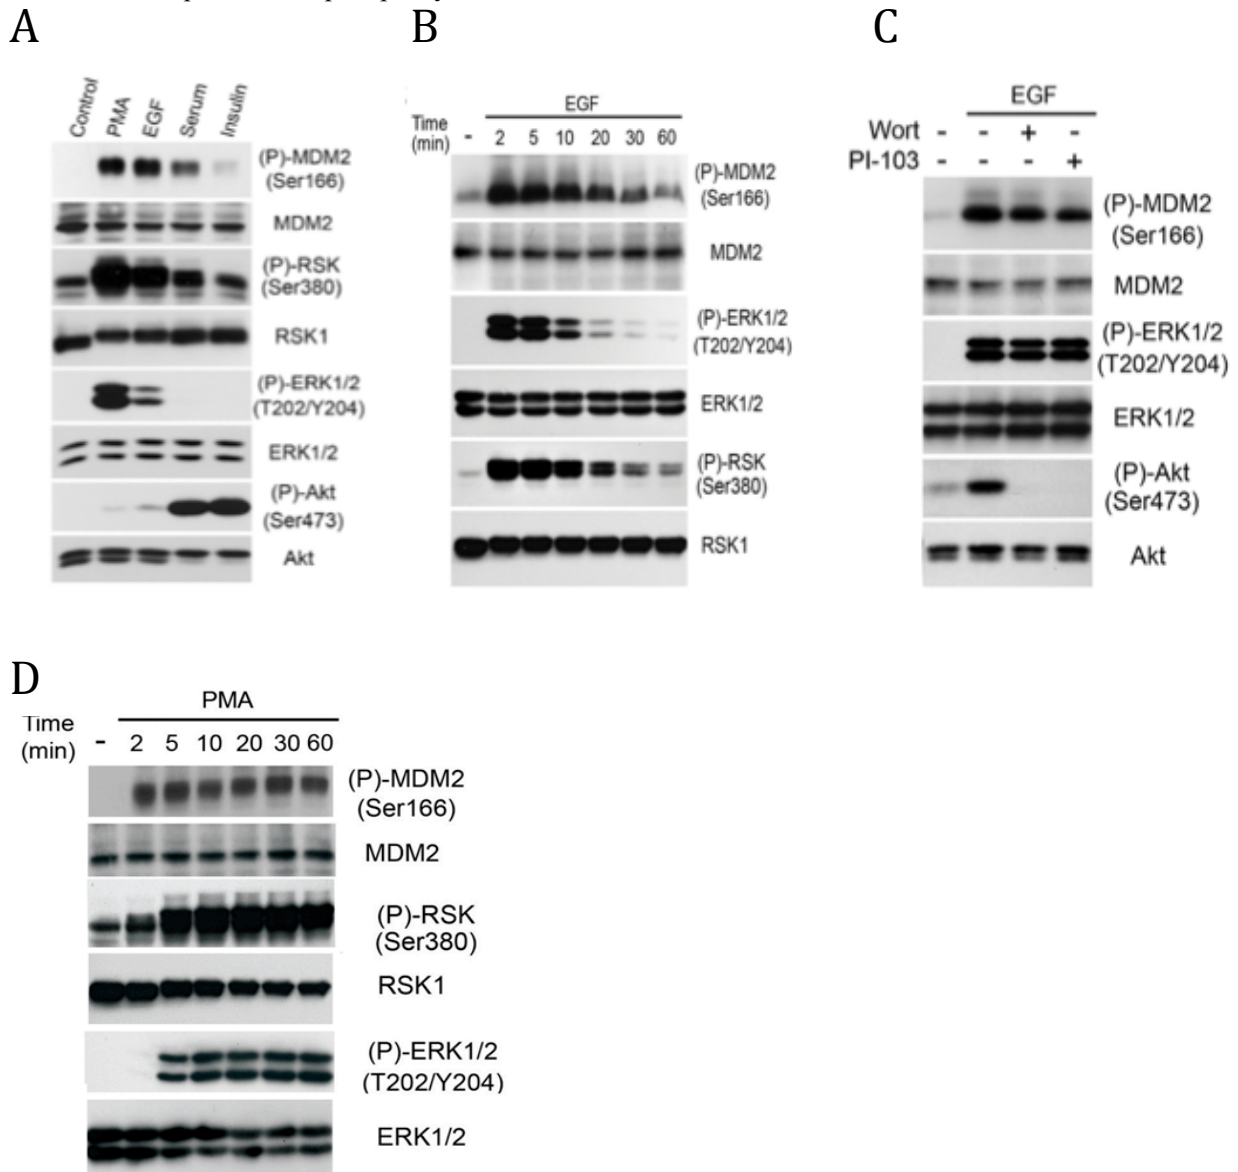 A
Control PMA EGF Serum Insulin
(P)-MDM2
(Ser166)
MDM2
(P)-RSK
(Ser380)
RSK1
(P)-ERK1/2
(T202/Y204)
ERK1/2
(P)-Akt
(Ser473)
Akt
B
EGF
Time
(min)
- 2 5 10 20 30 60
(P)-MDM2
(Ser166)
MDM2
(P)-ERK1/2
(T202/Y204)
ERK1/2
(P)-RSK
(Ser380)
RSK1
C
EGF
Wort - - + -
PI-103 - - - +
(P)-MDM2
(Ser166)
MDM2
(P)-ERK1/2
(T202/Y204)
ERK1/2
(P)-Akt
(Ser473)
Akt
D
PMA
Time
(min)
- 2 5 10 20 30 60
(P)-MDM2
(Ser166)
MDM2
(P)-RSK
(Ser380)
RSK1
(P)-ERK1/2
(T202/Y204)
ERK1/2